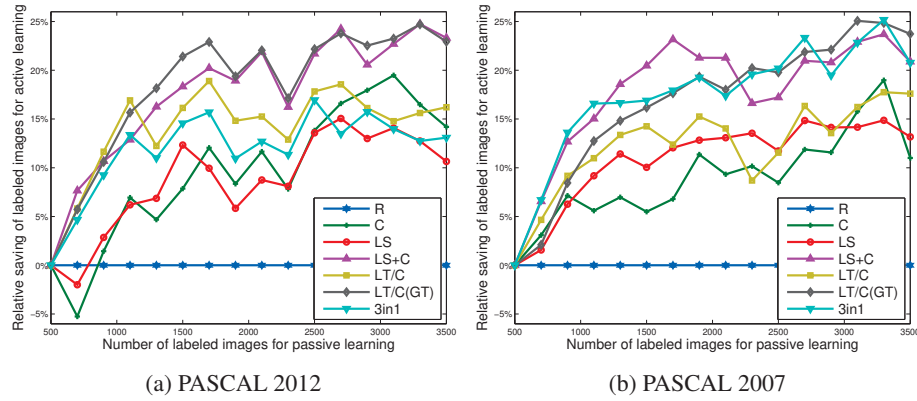 Relative saving of labeled images for active learning
25%
20%
15%
10%
5%
0%
−5%
500 1000 1500 2000 2500 3000 3500
Number of labeled images for passive learning
R
C
LS
LS+C
LT/C
LT/C(GT)
3in1
(a) PASCAL 2012
Relative saving of labeled images for active learning
25%
20%
15%
10%
5%
0%
−5%
500 1000 1500 2000 2500 3000 3500
Number of labeled images for passive learning
R
C
LS
LS+C
LT/C
LT/C(GT)
3in1
(b) PASCAL 2007